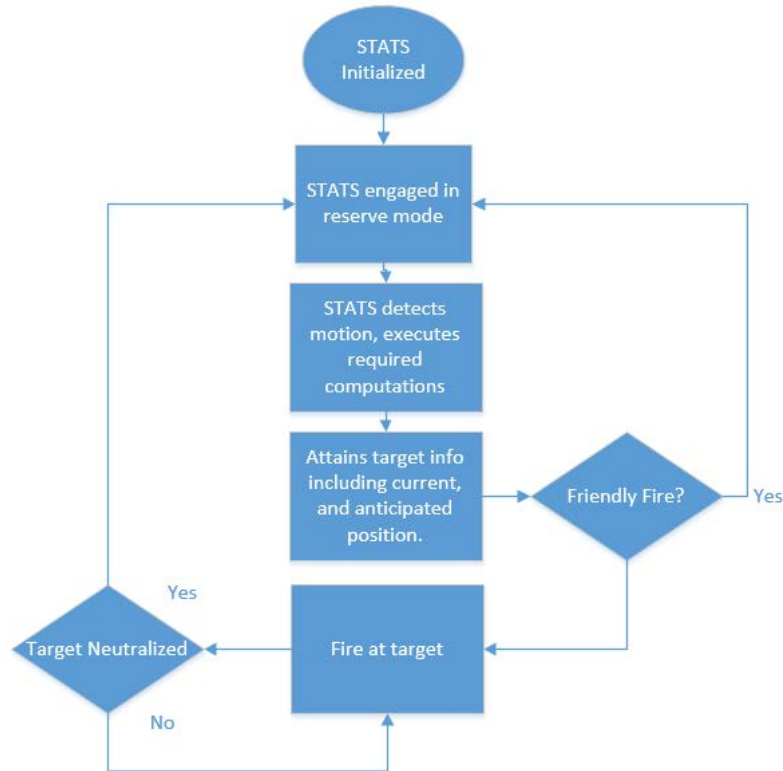 STATS
Initialized
STATS engaged in
reserve mode
STATS detects
motion, executes
required
computations
Attains target info
including current,
and anticipated
position.
Friendly Fire?
Yes
Fire at target
Target Neutralized
Yes
No